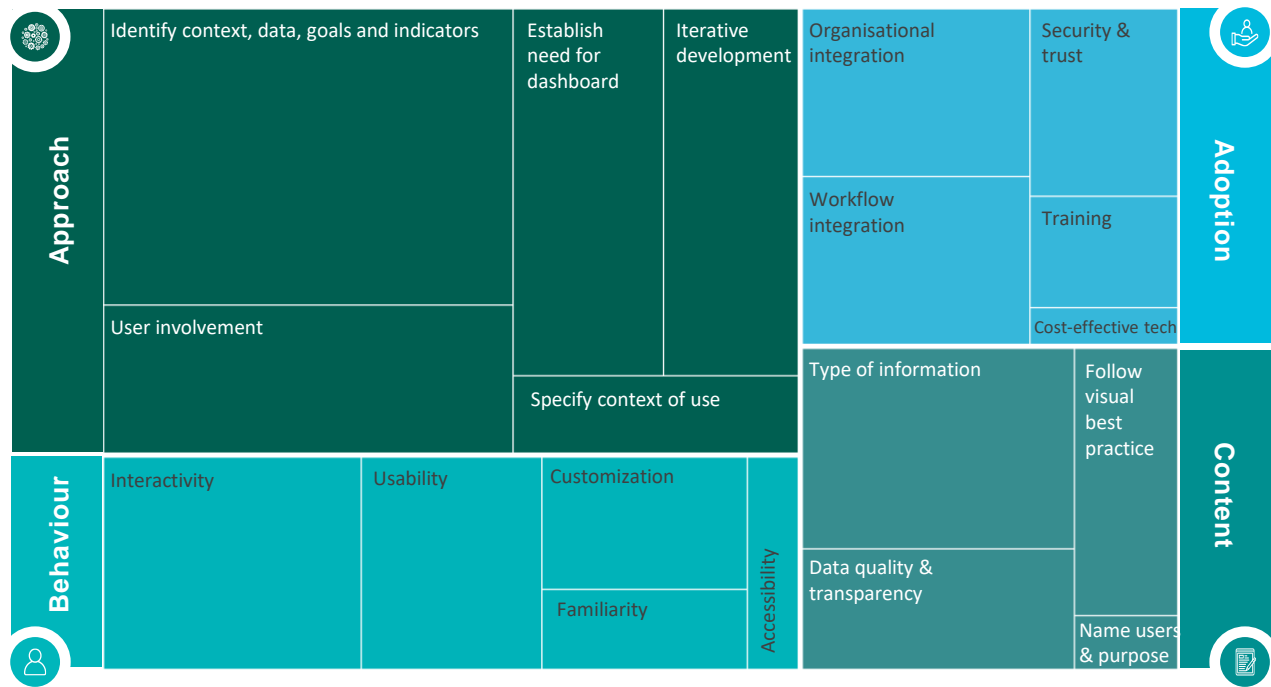 Approach
Identify context, data, goals and indicators
User involvement
Establish
need for
dashboard
Iterative
development
Specify context of use
Organisational
integration
Workflow
integration
Security &
trust
Training
Cost-effective tech
Adoption
Behaviour
Interactivity
Usability
Customization
Familiarity
Accessibility
Type of information
Data quality &
transparency
Follow
visual
best
practice
Name users
& purpose
Content